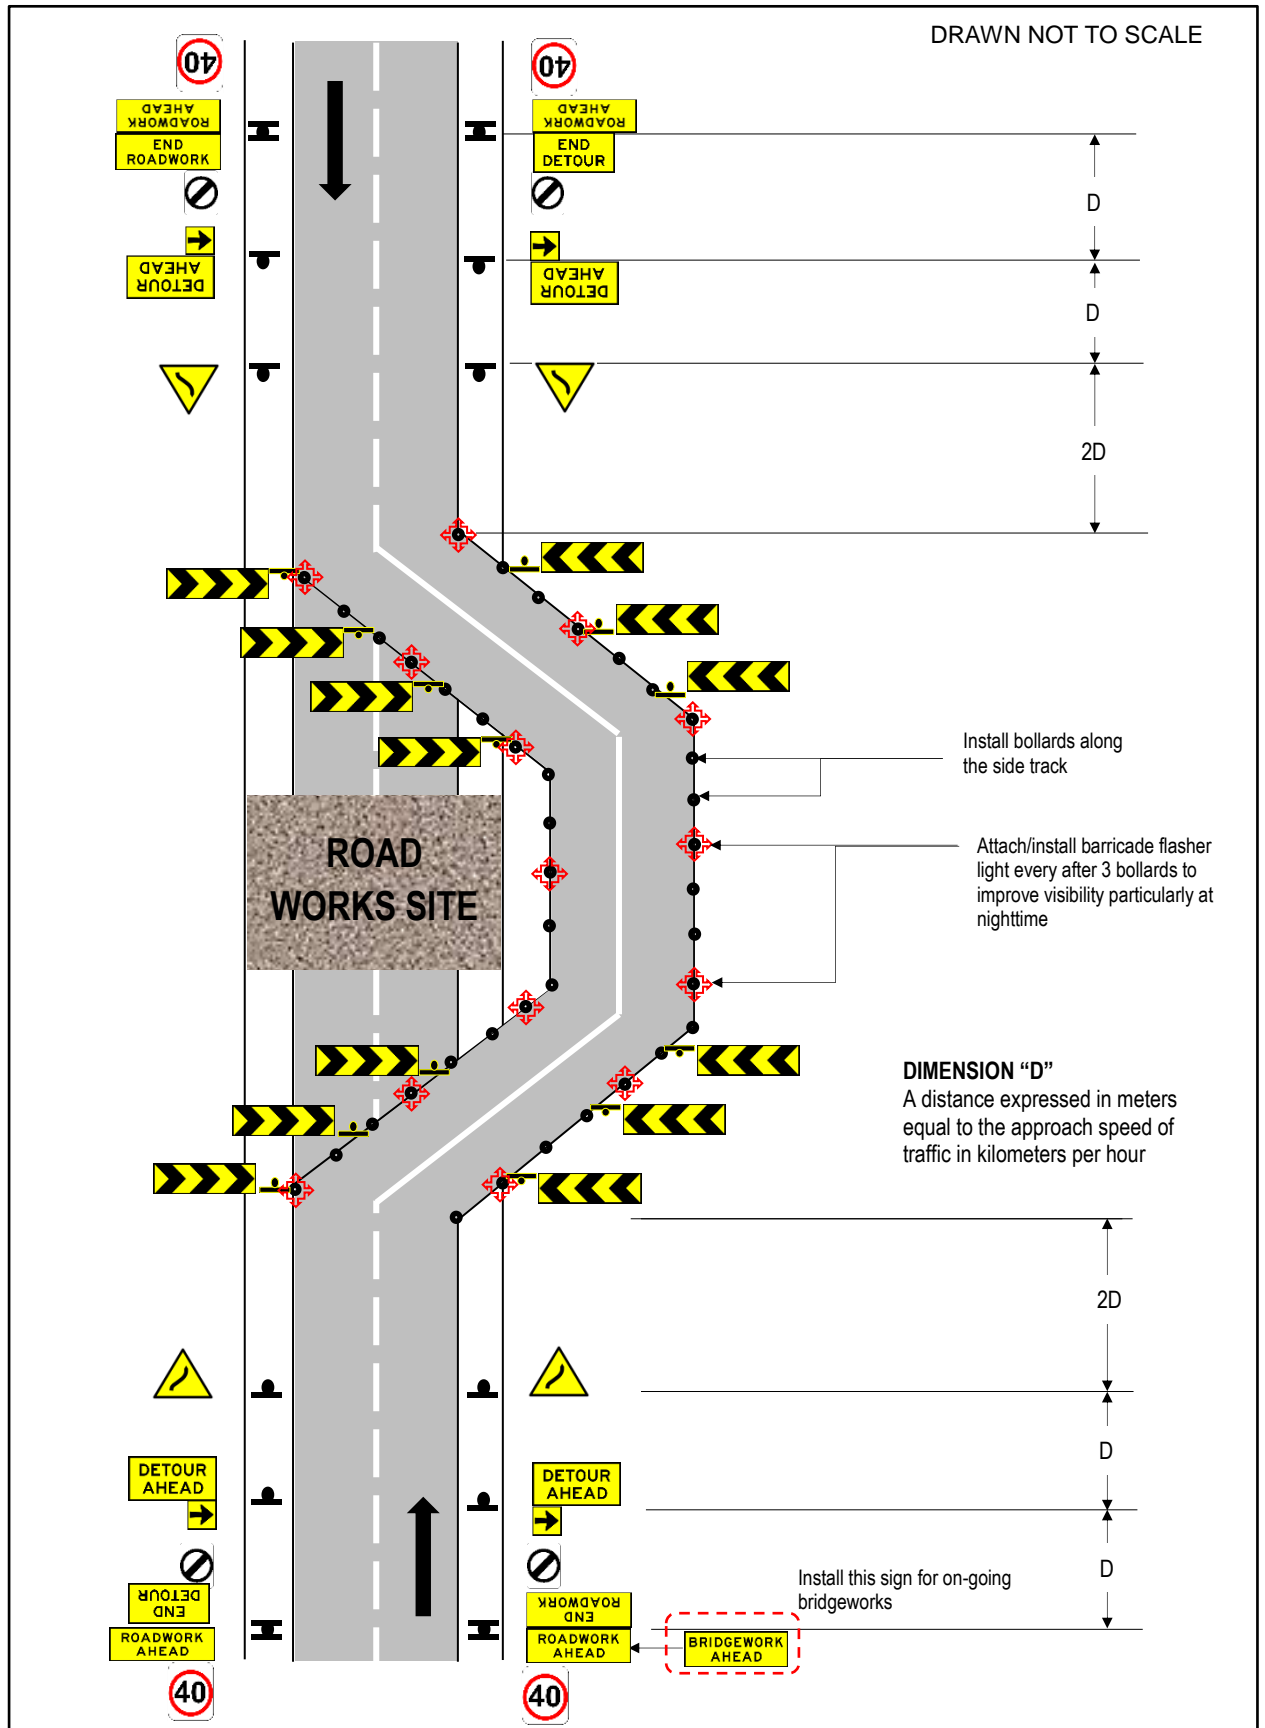 DRAWN NOT TO SCALE
40
40
ROADWORK
AHEAD
ROADWORK
AHEAD
END
ROADWORK
END
DETOUR
D
DETOUR
AHEAD
DETOUR
AHEAD
D
2D
Install bollards along
the side track
ROAD
WORKS SITE
Attach/install barricade flasher
light every after 3 bollards to
improve visibility particularly at
nighttime
DIMENSION “D”
A distance expressed in meters
equal to the approach speed of
traffic in kilometers per hour
2D
D
DETOUR
AHEAD
DETOUR
AHEAD
D
Install this sign for on-going
bridgeworks
END
DETOUR
END
ROADWORK
ROADWORK
AHEAD
ROADWORK
AHEAD
BRIDGEWORK
AHEAD
40
40